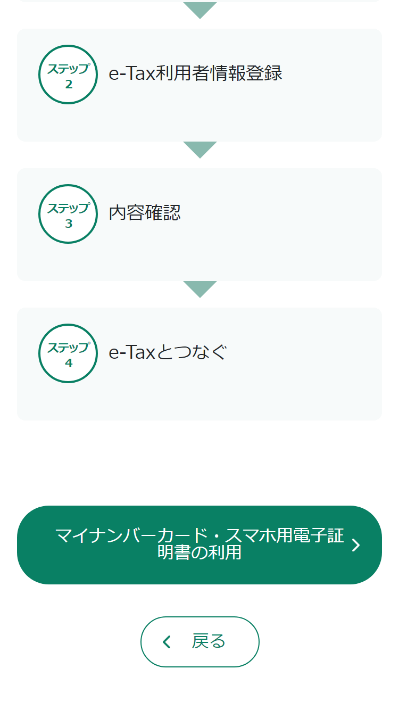 ステップ
2
e-Tax利用者情報登録
ステップ
3
内容確認
ステップ
4
e-Taxとつなぐ
マイナンバーカード・スマホ用電子証
明書の利用
戻る